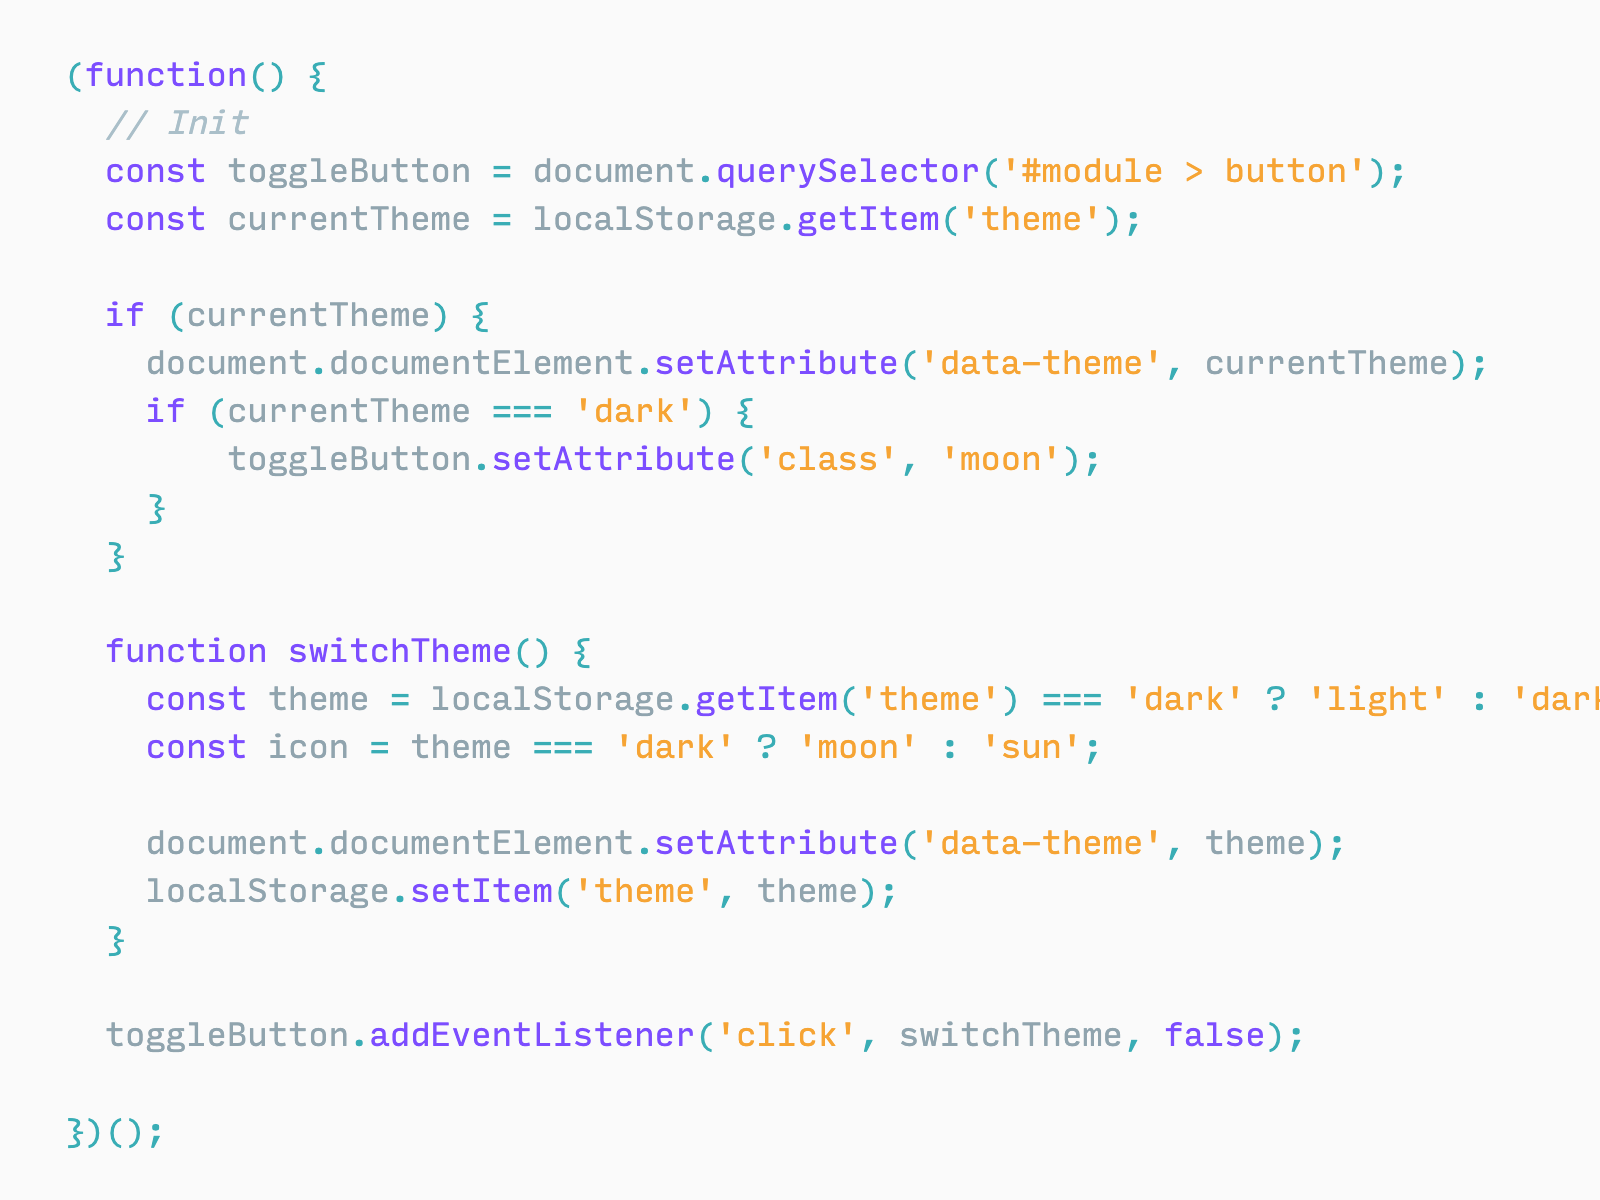 (function() {
  // Init
  const toggleButton = document.querySelector('#module > button');
  const currentTheme = localStorage.getItem('theme');

  if (currentTheme) {
    document.documentElement.setAttribute('data-theme', currentTheme);
    if (currentTheme === 'dark') {
        toggleButton.setAttribute('class', 'moon');
    }
  }

  function switchTheme() {
    const theme = localStorage.getItem('theme') === 'dark' ? 'light' : 'dark
    const icon = theme === 'dark' ? 'moon' : 'sun';

    document.documentElement.setAttribute('data-theme', theme);
    localStorage.setItem('theme', theme);
  }

  toggleButton.addEventListener('click', switchTheme, false);

})();